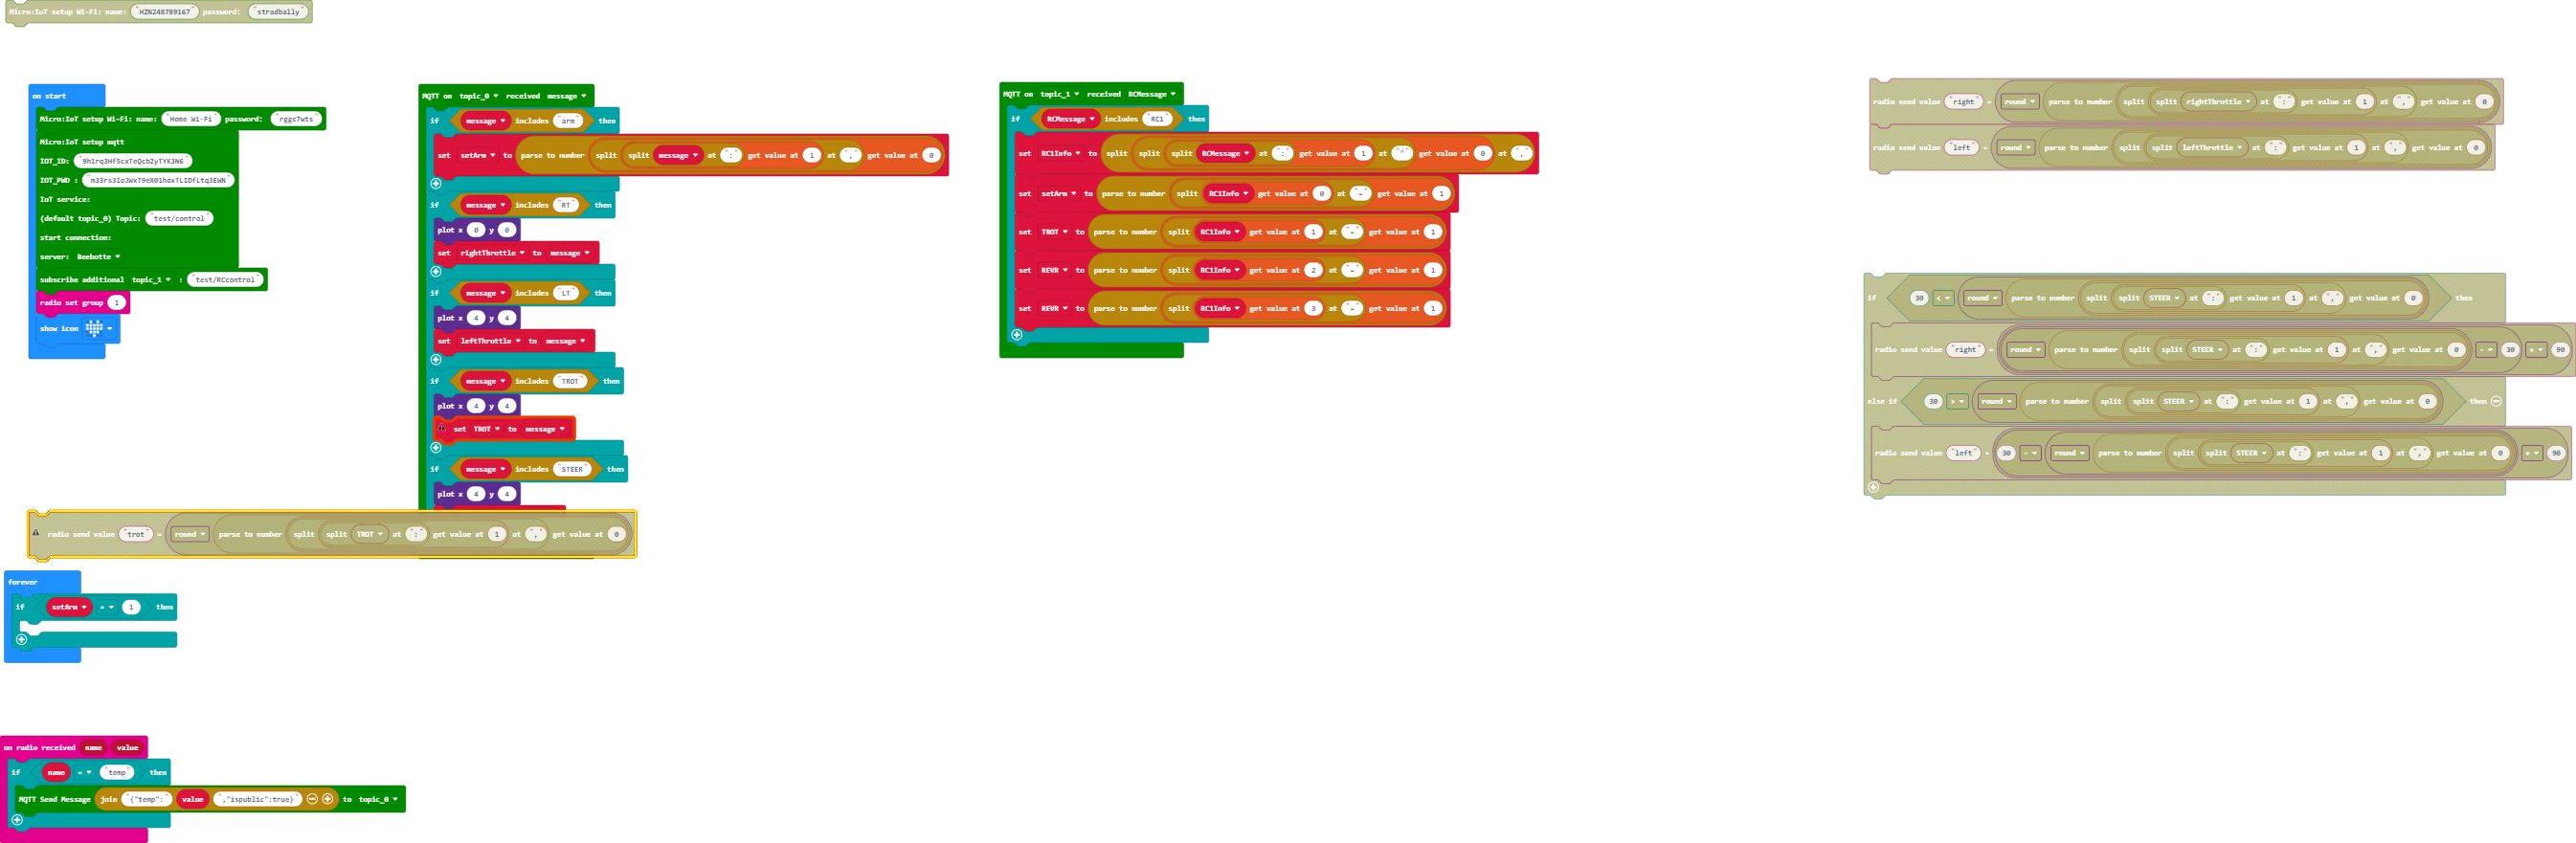 Micro:IoT setup Wi-Fi: name: "HZN248789167" password: "stradbally"
on start
Micro:IoT setup Wi-Fi: name: "Home Wi-Fi" password: "rggc7wts"
Micro:IoT setup mqtt
IOT_ID: "9h1rq3Hf5cxTeQcb2yTYK3N6"
IOT_PWD : "m33rs3IoJWxT9eX01hoxTLIDfLtq3EWN"
IoT service:
(default topic_0) Topic: "test/control"
start connection:
server: Beebotte
subscribe additional topic_1 : "test/RCcontrol"
radio set group 1
show icon
MQTT on topic_0 received message
if message includes "arm" then
set setArm to parse to number split split message at ":" get value at 1 at "," get value at 0
if message includes "RT" then
plot x 0 y 0
set rightThrottle to message
if message includes "LT" then
plot x 4 y 4
set leftThrottle to message
if message includes "TROT" then
plot x 4 y 4
set TROT to message
if message includes "STEER" then
plot x 4 y 4
radio send value "trot" = round parse to number split split TROT at ":" get value at 1 at "," get value at 0
forever
if setArm = 1 then
on radio received name value
if name = "temp" then
MQTT Send Message join "{"temp":" value ","ispublic":true}" to topic_0
MQTT on topic_1 received RCMessage
if RCMessage includes "RC1" then
set RC1Info to split split split RCMessage at ":" get value at 1 at """ get value at 0 at ","
set setArm to parse to number split RC1Info get value at 0 at "-" get value at 1
set TROT to parse to number split RC1Info get value at 1 at "-" get value at 1
set REVR to parse to number split RC1Info get value at 2 at "-" get value at 1
set REVR to parse to number split RC1Info get value at 3 at "-" get value at 1
radio send value "right" = round parse to number split split rightThrottle at ":" get value at 1 at "," get value at 0
radio send value "left" = round parse to number split split leftThrottle at ":" get value at 1 at "," get value at 0
if 30 < round parse to number split split STEER at ":" get value at 1 at "," get value at 0 then
radio send value "right" = round parse to number split split STEER at ":" get value at 1 at "," get value at 0 - 30 + 90
else if 30 > round parse to number split split STEER at ":" get value at 1 at "," get value at 0 then
radio send value "left" = 30 - round parse to number split split STEER at ":" get value at 1 at "," get value at 0 + 90